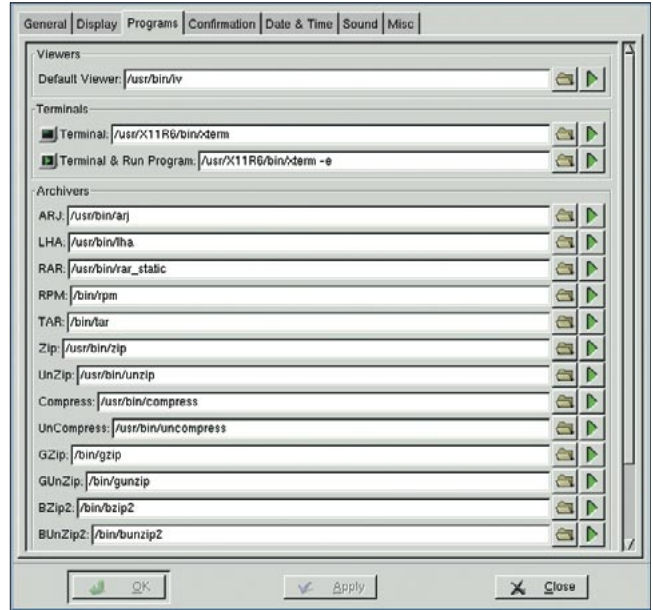 General Display Programs Confirmation Date & Time Sound Misc
Viewers
Default Viewer: /usr/bin/iv
Terminals
Terminal: /usr/X11R6/bin/xterm
Terminal & Run Program: /usr/X11R6/bin/xterm -e
Archivers
ARJ: /usr/bin/arj
LHA: /usr/bin/lha
RAR: /usr/bin/rar_static
RPM: /bin/rpm
TAR: /bin/tar
Zip: /usr/bin/zip
UnZip: /usr/bin/unzip
Compress: /usr/bin/compress
UnCompress: /usr/bin/uncompress
GZip: /bin/gzip
GUnZip: /bin/gunzip
BZip2: /bin/bzip2
BUnZip2: /bin/bunzip2
OK Apply Close